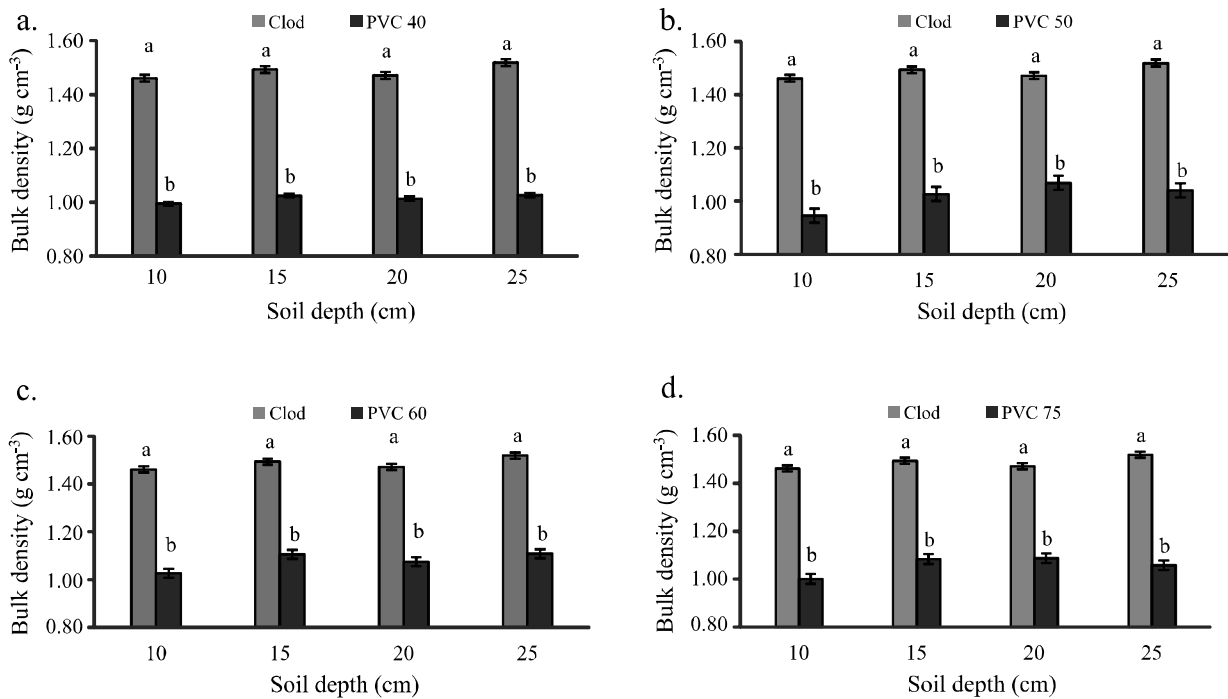 a.
Clod PVC 40
Bulk density (g cm⁻³)
1.60
1.40
1.20
1.00
0.80
a a a a
b b b b
10 15 20 25
Soil depth (cm)
b.
Clod PVC 50
Bulk density (g cm⁻³)
1.60
1.40
1.20
1.00
0.80
a a a a
b b b b
10 15 20 25
Soil depth (cm)
c.
Clod PVC 60
Bulk density (g cm⁻³)
1.60
1.40
1.20
1.00
0.80
a a a a
b b b b
10 15 20 25
Soil depth (cm)
d.
Clod PVC 75
Bulk density (g cm⁻³)
1.60
1.40
1.20
1.00
0.80
a a a a
b b b b
10 15 20 25
Soil depth (cm)